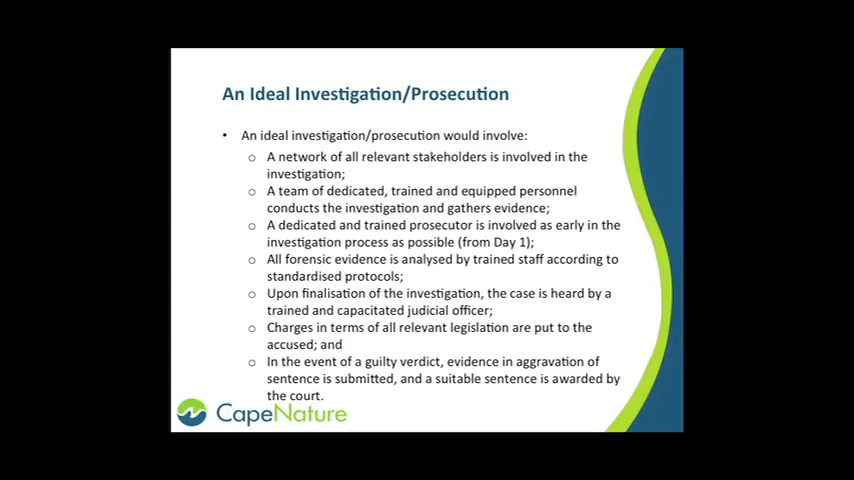 An Ideal Investigation/Prosecution
• An ideal investigation/prosecution would involve:
o A network of all relevant stakeholders is involved in the
investigation;
o A team of dedicated, trained and equipped personnel
conducts the investigation and gathers evidence;
o A dedicated and trained prosecutor is involved as early in the
investigation process as possible (from Day 1);
o All forensic evidence is analysed by trained staff according to
standardised protocols;
o Upon finalisation of the investigation, the case is heard by a
trained and capacitated judicial officer;
o Charges in terms of all relevant legislation are put to the
accused; and
o In the event of a guilty verdict, evidence in aggravation of
sentence is submitted, and a suitable sentence is awarded by
the court.
CapeNature